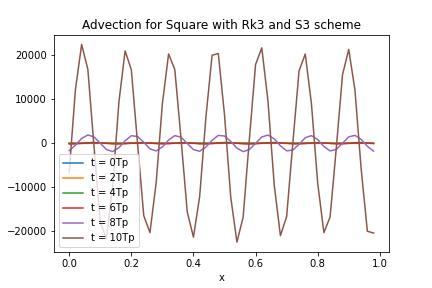 Advection for Square with Rk3 and S3 scheme
20000
10000
0
−10000
−20000
t = 0Tp
t = 2Tp
t = 4Tp
t = 6Tp
t = 8Tp
t = 10Tp
0.0 0.2 0.4 0.6 0.8 1.0
x